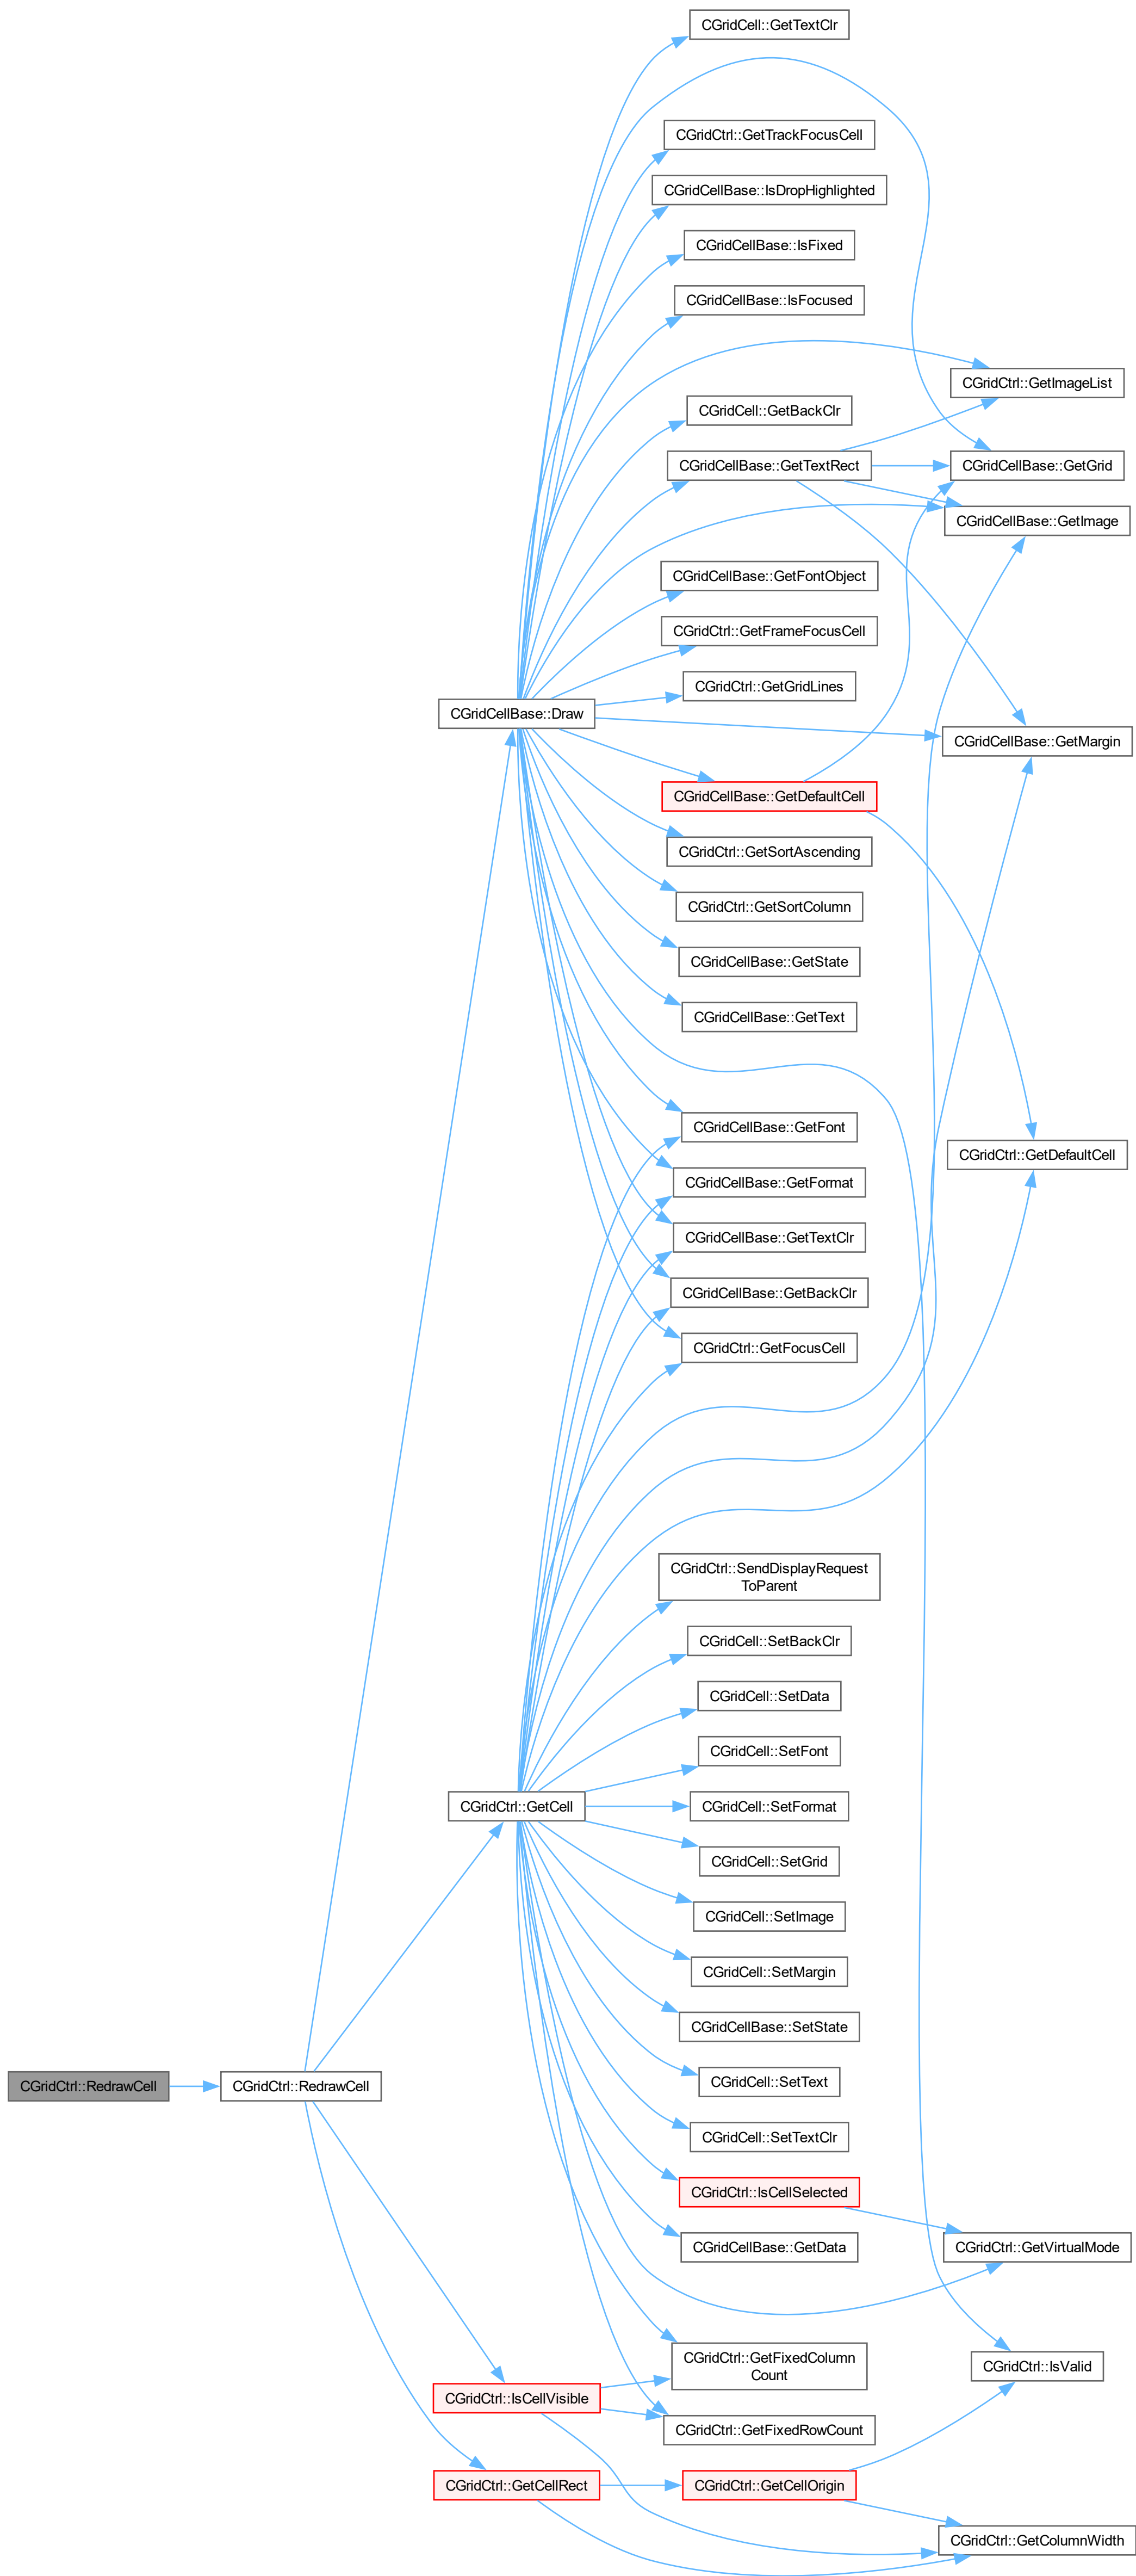 CGridCell::GetTextClr
CGridCtrl::GetTrackFocusCell
CGridCellBase::IsDropHighlighted
CGridCellBase::IsFixed
CGridCellBase::IsFocused
CGridCtrl::GetImageList
CGridCell::GetBackClr
CGridCellBase::GetTextRect
CGridCellBase::GetGrid
CGridCellBase::GetImage
CGridCellBase::GetFontObject
CGridCtrl::GetFrameFocusCell
CGridCtrl::GetGridLines
CGridCellBase::Draw
CGridCellBase::GetMargin
CGridCellBase::GetDefaultCell
CGridCtrl::GetSortAscending
CGridCtrl::GetSortColumn
CGridCellBase::GetState
CGridCellBase::GetText
CGridCellBase::GetFont
CGridCtrl::GetDefaultCell
CGridCellBase::GetFormat
CGridCellBase::GetTextClr
CGridCellBase::GetBackClr
CGridCtrl::GetFocusCell
CGridCtrl::SendDisplayRequest
ToParent
CGridCell::SetBackClr
CGridCell::SetData
CGridCell::SetFont
CGridCtrl::GetCell
CGridCell::SetFormat
CGridCell::SetGrid
CGridCell::SetImage
CGridCell::SetMargin
CGridCellBase::SetState
CGridCtrl::RedrawCell
CGridCtrl::RedrawCell
CGridCell::SetText
CGridCell::SetTextClr
CGridCtrl::IsCellSelected
CGridCellBase::GetData
CGridCtrl::GetVirtualMode
CGridCtrl::GetFixedColumn
Count
CGridCtrl::IsValid
CGridCtrl::IsCellVisible
CGridCtrl::GetFixedRowCount
CGridCtrl::GetCellRect
CGridCtrl::GetCellOrigin
CGridCtrl::GetColumnWidth